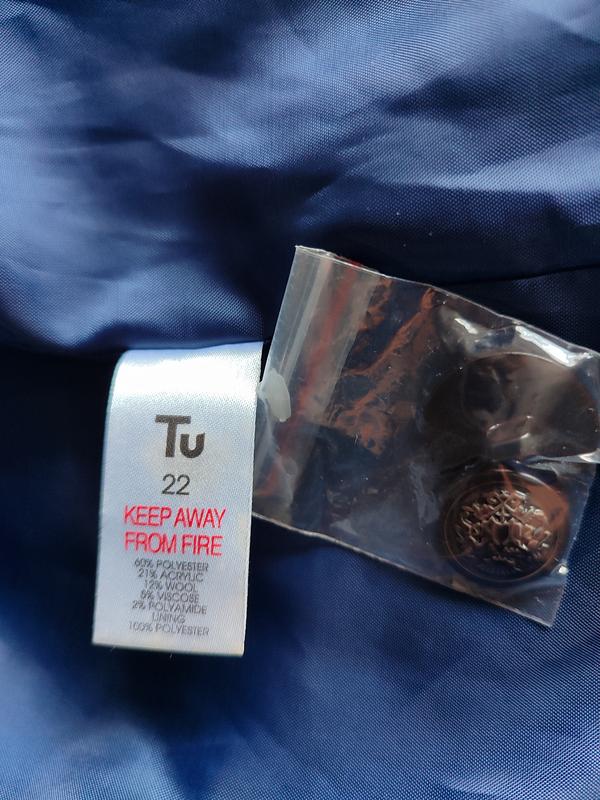 Tu
22
KEEP AWAY
FROM FIRE
60% POLYESTER
21% ACRYLIC
12% WOOL
5% VISCOSE
2% POLYAMIDE
LINING
100% POLYESTER